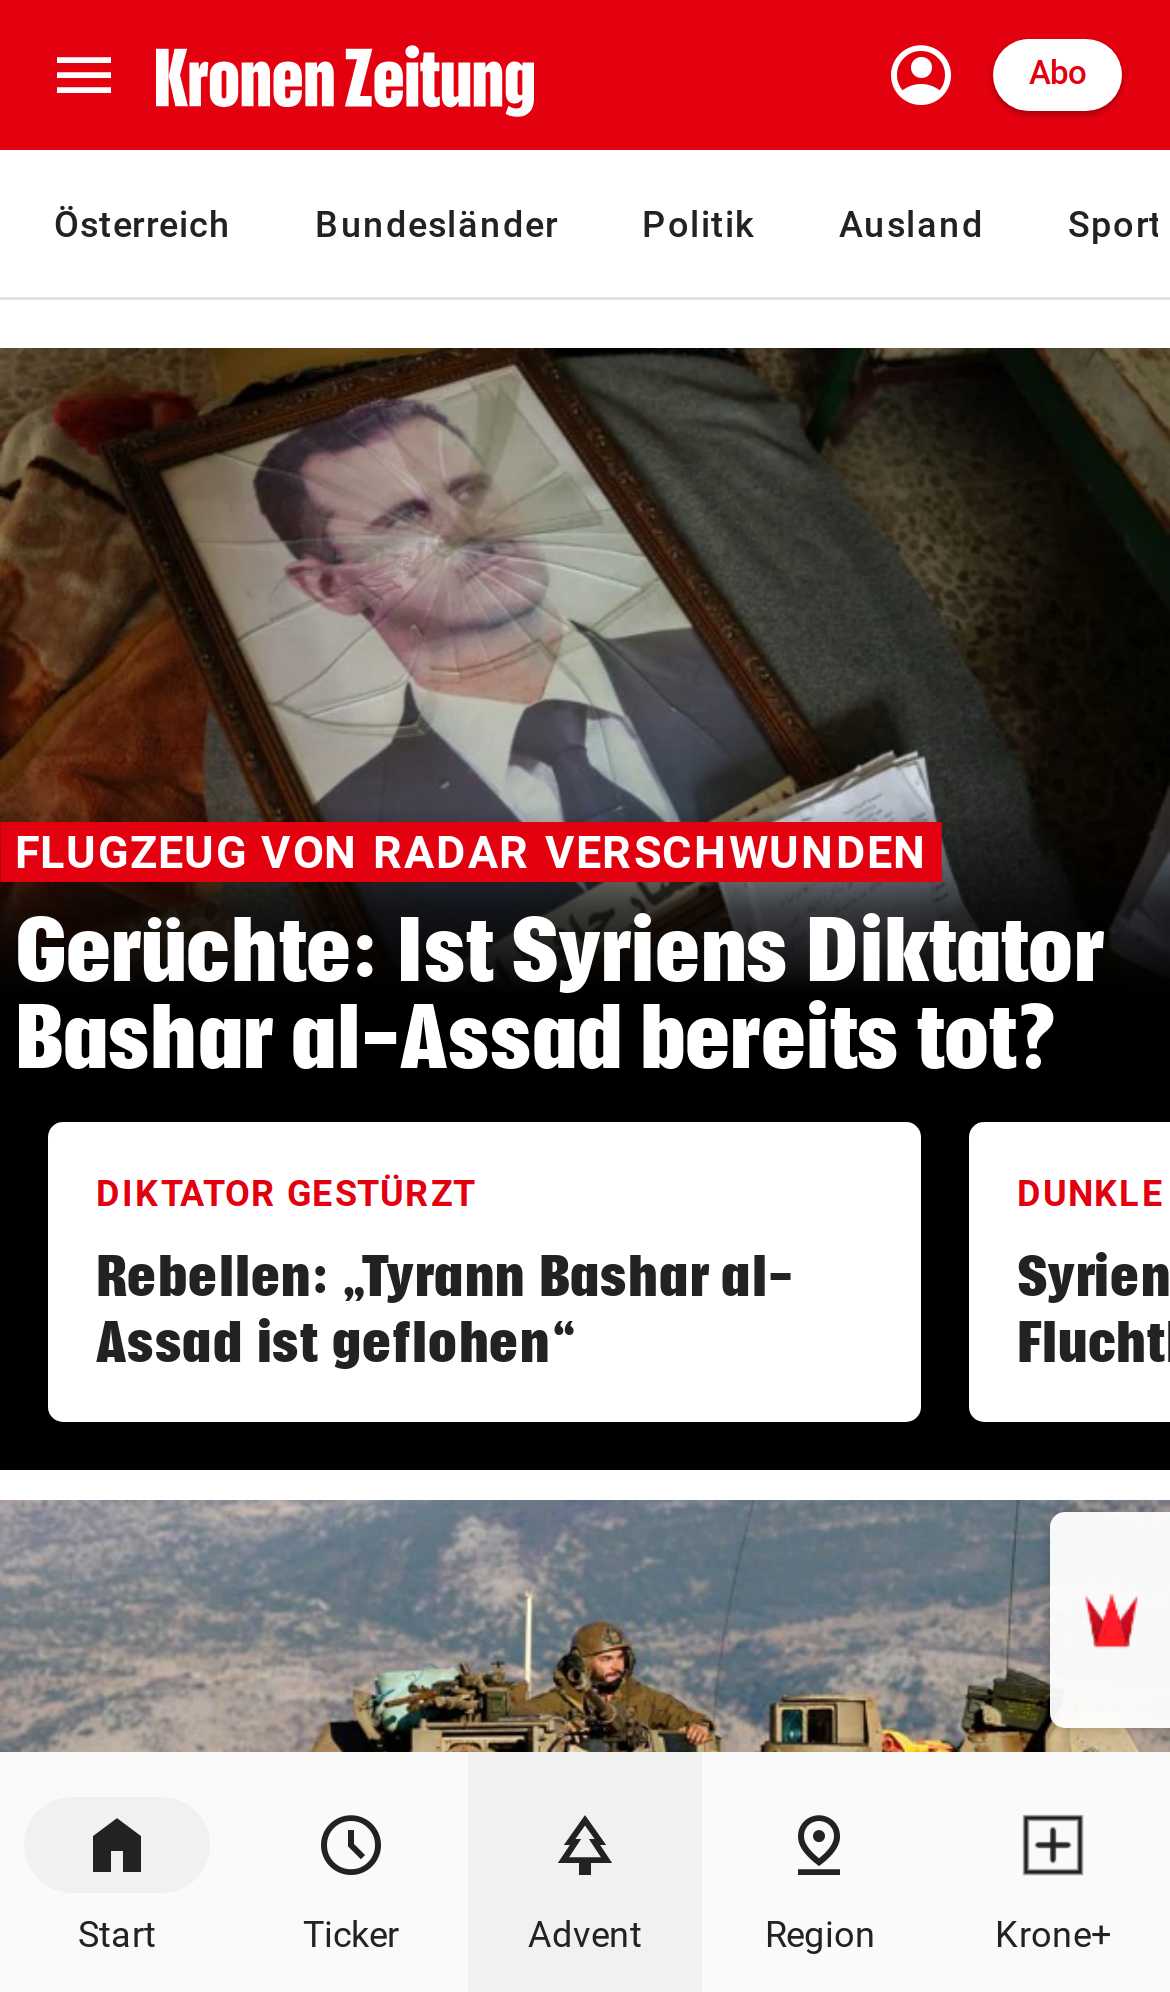 Kronen Zeitung
Abo
Österreich Bundesländer Politik Ausland Sport
FLUGZEUG VON RADAR VERSCHWUNDEN
Gerüchte: Ist Syriens Diktator
Bashar al-Assad bereits tot?
DIKTATOR GESTÜRZT
Rebellen: „Tyrann Bashar al-
Assad ist geflohen“
DUNKLE
Syrien
Start Ticker Advent Region Krone+